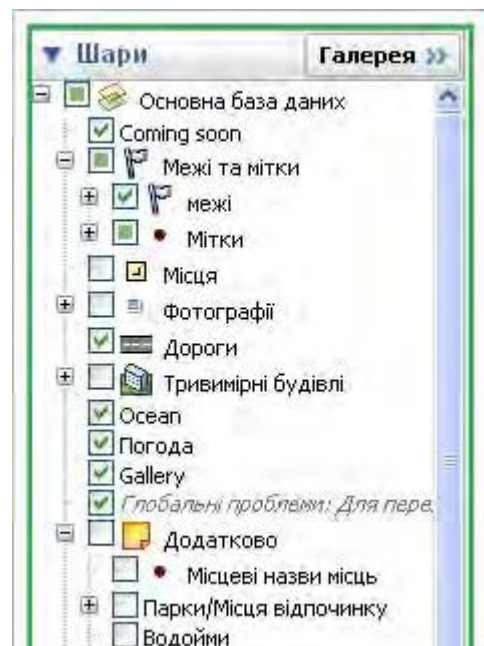 Шари Галерея
Основна база даних
Coming soon
Межі та мітки
межі
Мітки
Місця
Фотографії
Дороги
Тривимірні будівлі
Ocean
Погода
Gallery
Глобальні проблеми: Для пере
Додатково
Місцеві назви місць
Парки/Місця відпочинку
Водойми